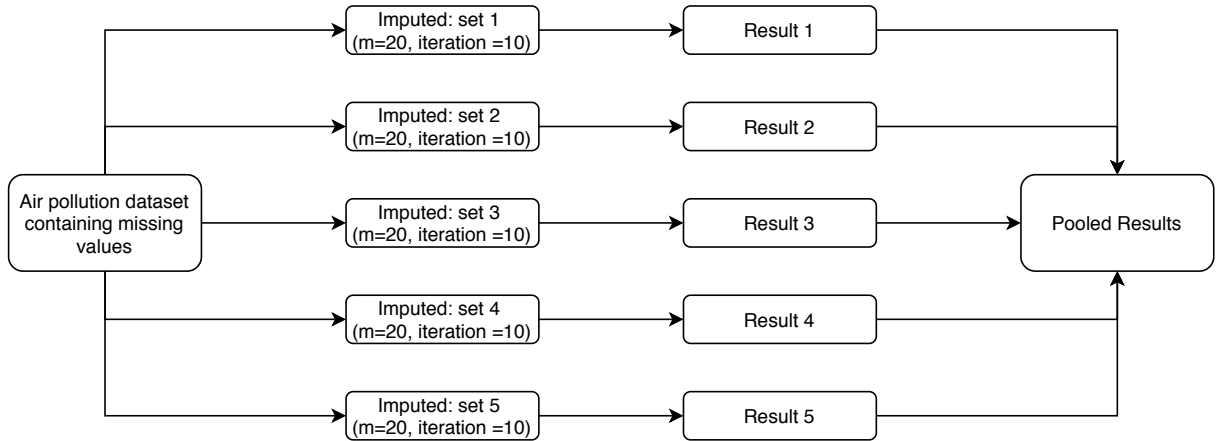 Imputed: set 1
(m=20, iteration =10)
Result 1
Imputed: set 2
(m=20, iteration =10)
Result 2
Air pollution dataset
containing missing
values
Imputed: set 3
(m=20, iteration =10)
Result 3
Pooled Results
Imputed: set 4
(m=20, iteration =10)
Result 4
Imputed: set 5
(m=20, iteration =10)
Result 5